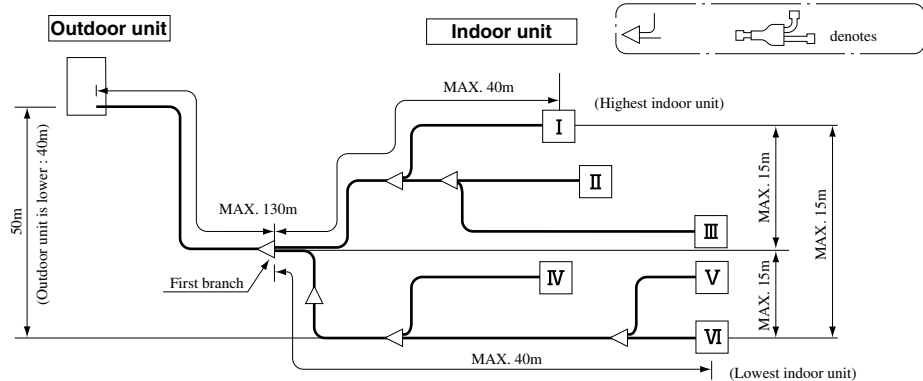 Outdoor unit
Indoor unit
denotes
MAX. 40m
(Highest indoor unit)
I
II
III
MAX. 130m
First branch
50m
(Outdoor unit is lower : 40m)
MAX. 15m
MAX. 15m
MAX. 15m
IV
V
VI
MAX. 40m
(Lowest indoor unit)